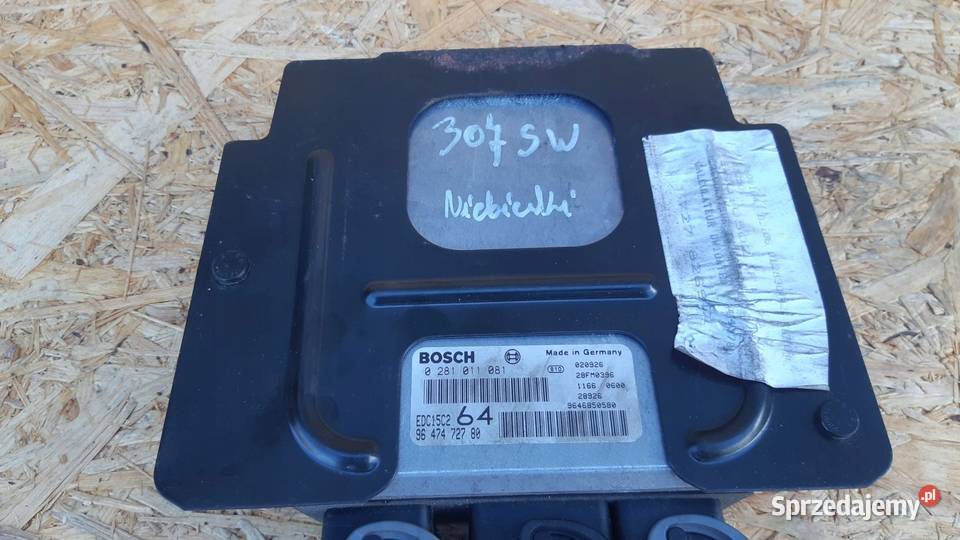 307 SW
Niebieski
BOSCH
Made in Germany
0 281 011 081
S10
020926
28FM0396
1166 0600
28926
9646850580
EDC15C2 64
96 474 727 80
Sprzedajemy.pl